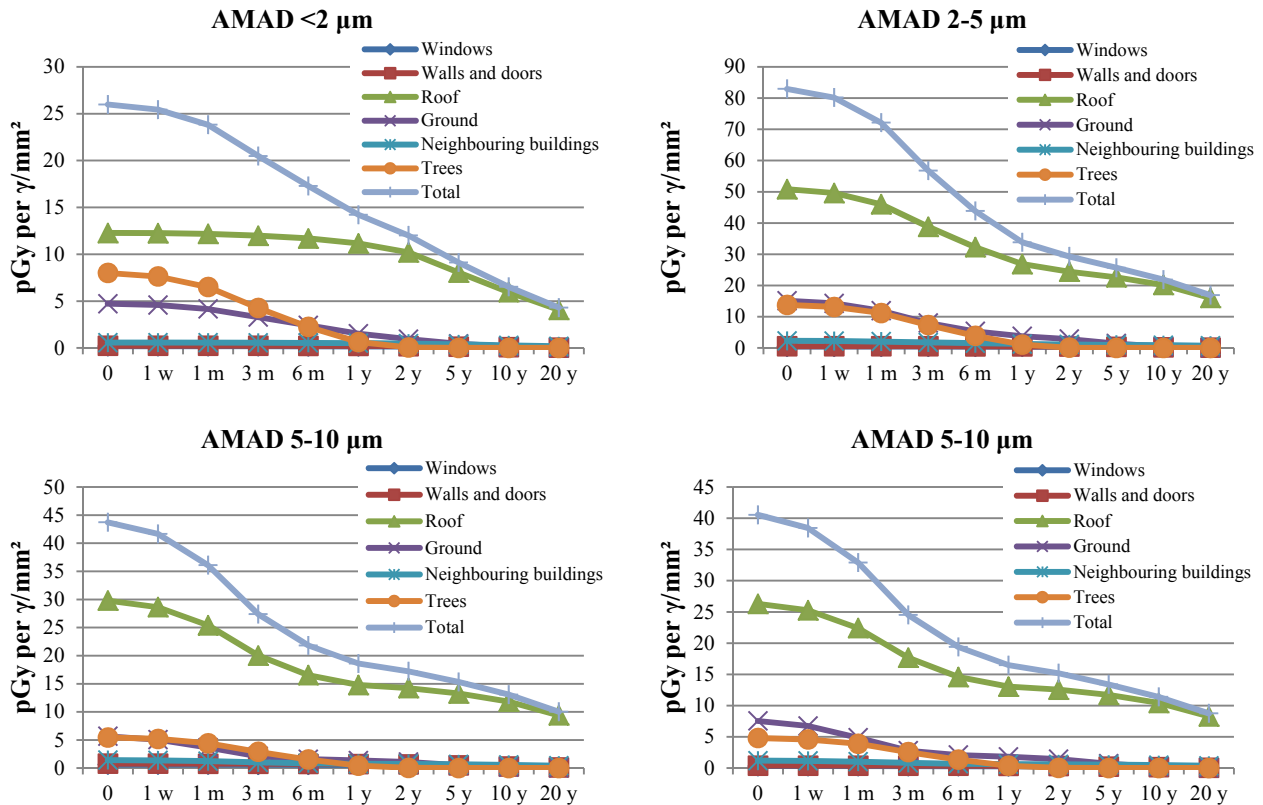 AMAD <2 µm
Windows
Walls and doors
Roof
Ground
Neighbouring buildings
Trees
Total
pGy per γ/mm²
30
25
20
15
10
5
0
0 1 w 1 m 3 m 6 m 1 y 2 y 5 y 10 y 20 y
AMAD 2-5 µm
Windows
Walls and doors
Roof
Ground
Neighbouring buildings
Trees
Total
pGy per γ/mm²
90
80
70
60
50
40
30
20
10
0
0 1 w 1 m 3 m 6 m 1 y 2 y 5 y 10 y 20 y
AMAD 5-10 µm
Windows
Walls and doors
Roof
Ground
Neighbouring buildings
Trees
Total
pGy per γ/mm²
50
45
40
35
30
25
20
15
10
5
0
0 1 w 1 m 3 m 6 m 1 y 2 y 5 y 10 y 20 y
AMAD 5-10 µm
Windows
Walls and doors
Roof
Ground
Neighbouring buildings
Trees
Total
pGy per γ/mm²
45
40
35
30
25
20
15
10
5
0
0 1 w 1 m 3 m 6 m 1 y 2 y 5 y 10 y 20 y